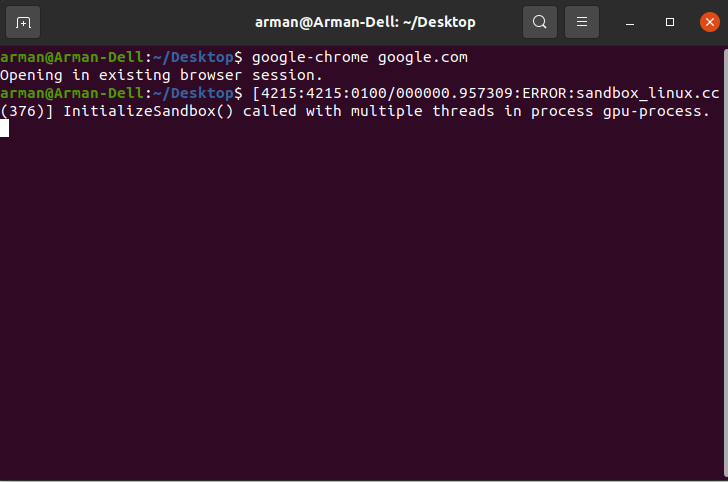 arman@Arman-Dell: ~/Desktop
arman@Arman-Dell:~/Desktop$ google-chrome google.com
Opening in existing browser session.
arman@Arman-Dell:~/Desktop$ [4215:4215:0100/000000.957309:ERROR:sandbox_linux.cc
(376)] InitializeSandbox() called with multiple threads in process gpu-process.